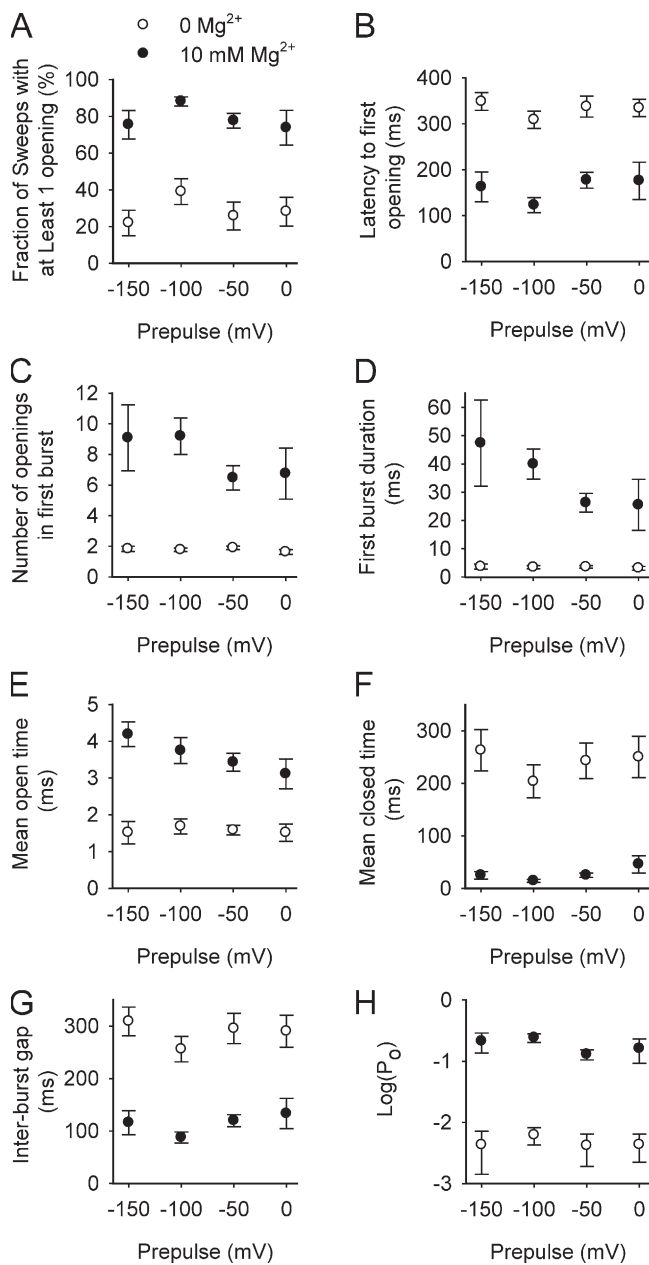 A
○ 0 Mg²⁺
● 10 mM Mg²⁺
Fraction of Sweeps with
at Least 1 opening (%)
100
80
60
40
20
0
-150 -100 -50 0
Prepulse (mV)
B
Latency to first
opening (ms)
400
300
200
100
0
-150 -100 -50 0
Prepulse (mV)
C
Number of openings
in first burst
12
10
8
6
4
2
0
-150 -100 -50 0
Prepulse (mV)
D
First burst duration
(ms)
60
50
40
30
20
10
0
-150 -100 -50 0
Prepulse (mV)
E
Mean open time
(ms)
5
4
3
2
1
0
-150 -100 -50 0
Prepulse (mV)
F
Mean closed time
(ms)
300
200
100
0
-150 -100 -50 0
Prepulse (mV)
G
Inter-burst gap
(ms)
300
200
100
0
-150 -100 -50 0
Prepulse (mV)
H
Log(Pₒ)
-0
-1
-2
-3
-150 -100 -50 0
Prepulse (mV)